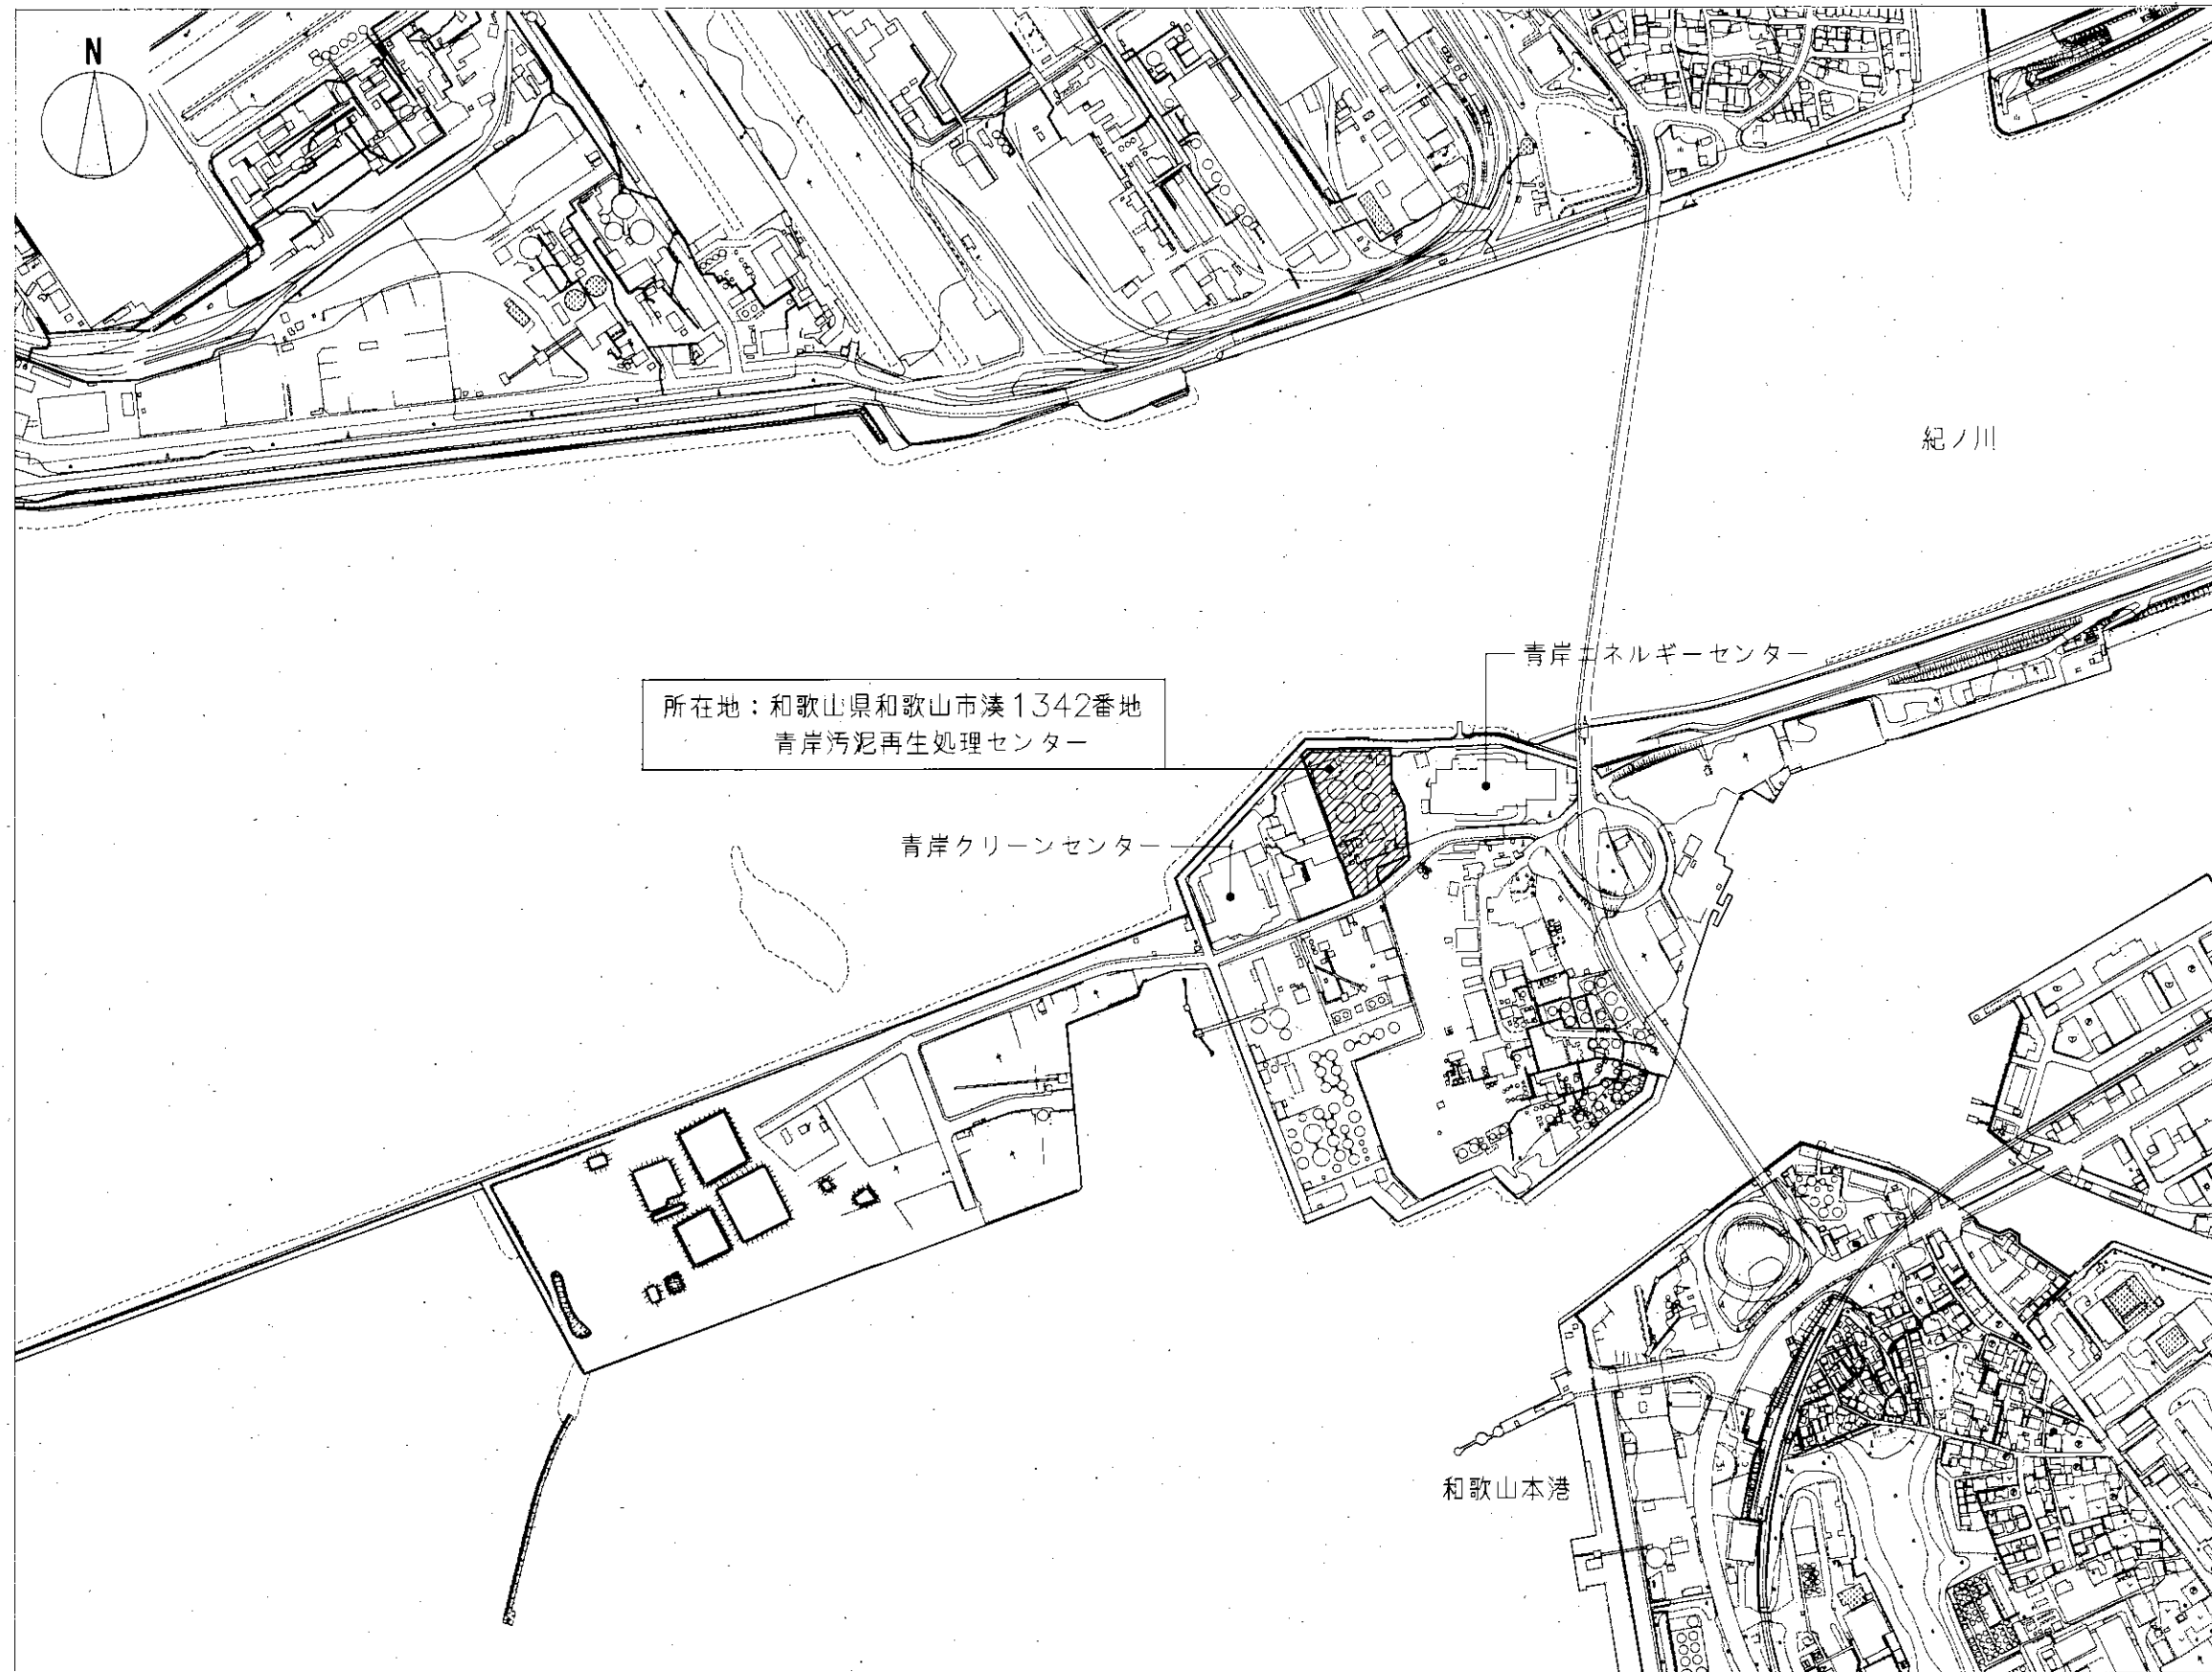 N
紀ノ川
青岸エネルギーセンター
所在地：和歌山県和歌山市湊1342番地
青岸汚泥再生処理センター
青岸クリーンセンター
和歌山本港